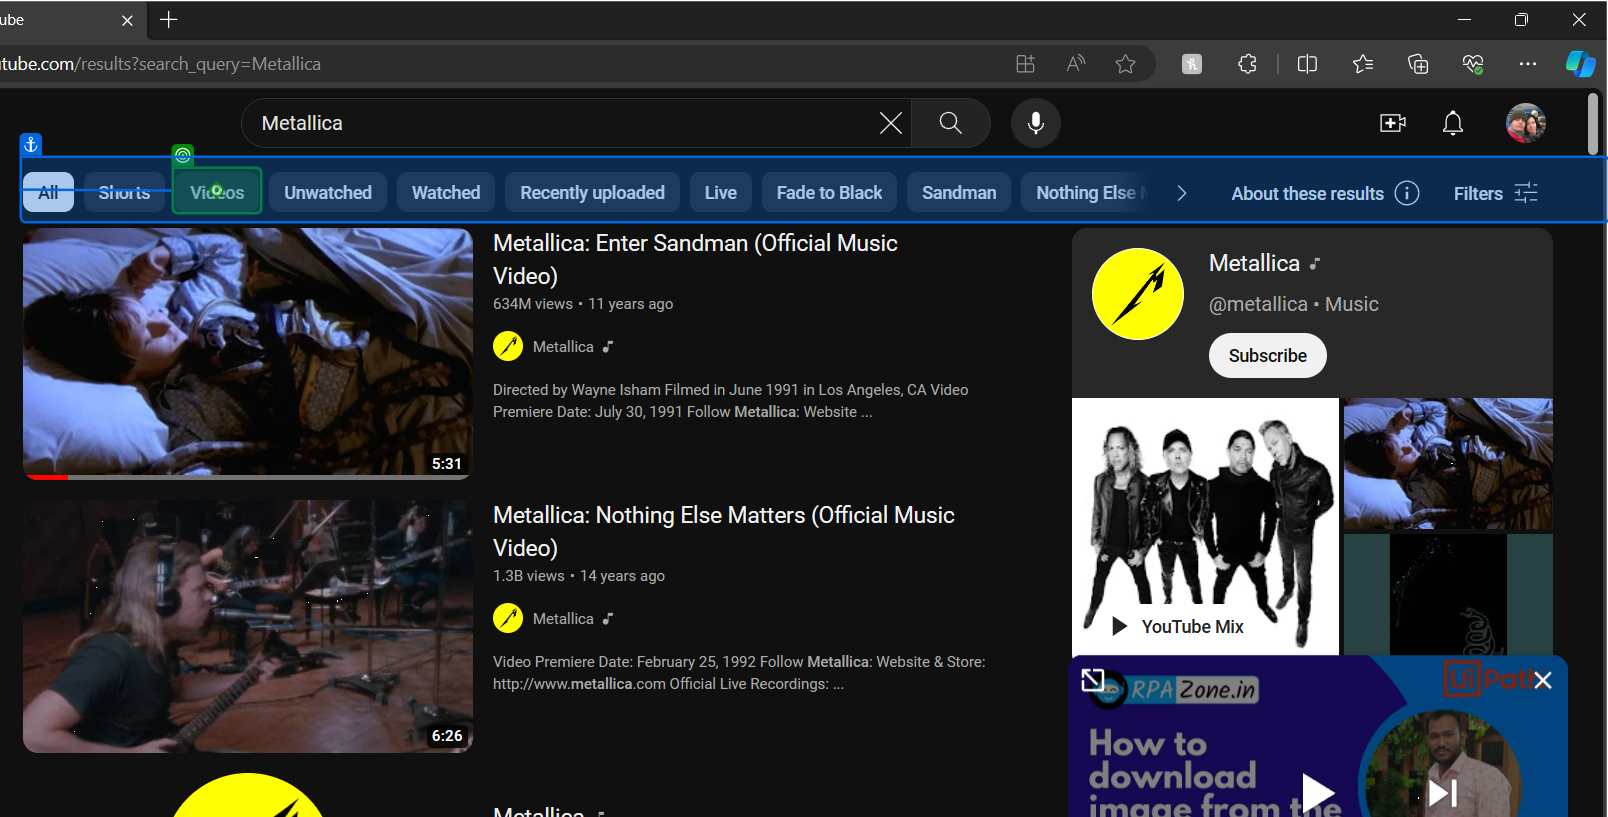 ube
tube.com/results?search_query=Metallica
Metallica
All
Shorts
Videos
Unwatched
Watched
Recently uploaded
Live
Fade to Black
Sandman
Nothing Else
About these results
Filters
Metallica: Enter Sandman (Official Music
Video)
634M views • 11 years ago
Metallica
Directed by Wayne Isham Filmed in June 1991 in Los Angeles, CA Video
Premiere Date: July 30, 1991 Follow Metallica: Website ...
5:31
Metallica: Nothing Else Matters (Official Music
Video)
1.3B views • 14 years ago
Metallica
Video Premiere Date: February 25, 1992 Follow Metallica: Website & Store:
http://www.metallica.com Official Live Recordings: ...
6:26
Metallica
Metallica
@metallica • Music
Subscribe
YouTube Mix
RPA Zone.in
UiPath
How to
download
image from the